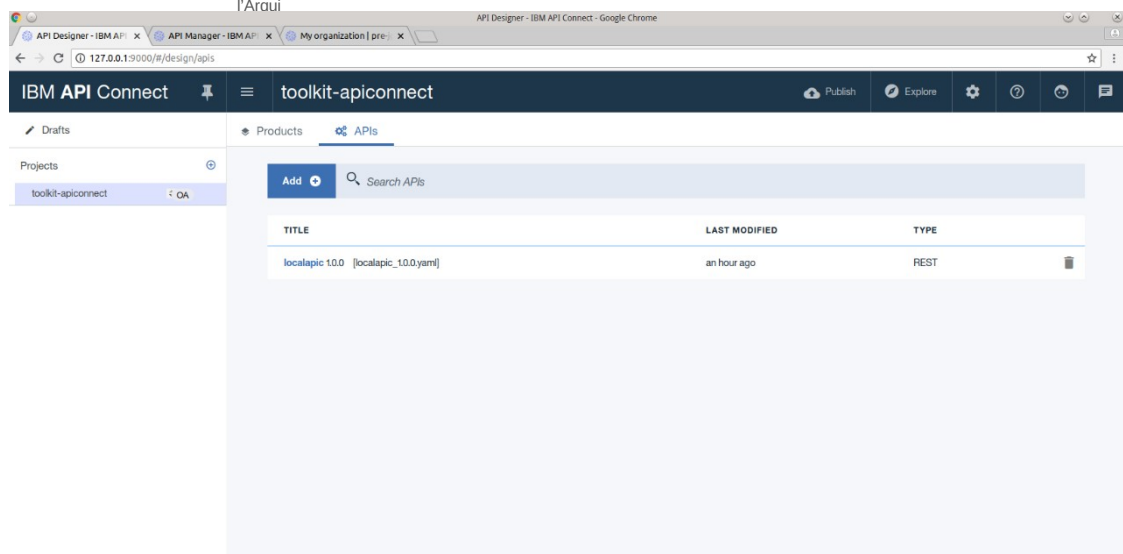 l'Arqui
API Designer - IBM API Connect - Google Chrome
API Designer - IBM API x API Manager - IBM AP x My organization | pre- x
127.0.0.1:9000/#/design/apis
IBM API Connect toolkit-apiconnect Publish Explore
Drafts Products APIs
Projects
Add Search APIs
toolkit-apiconnect OA
TITLE LAST MODIFIED TYPE
localapic 1.0.0 [localapic_1.0.0.yaml] an hour ago REST